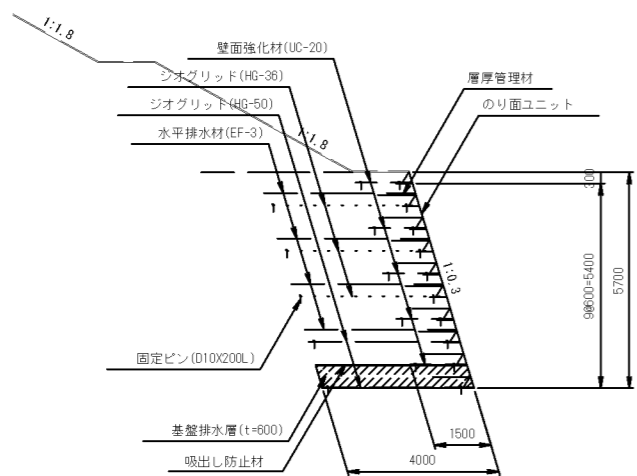 1:1.8
壁面強化材(UC-20)
ジオグリッド(HG-36)
ジオグリッド(HG-50)
水平排水材(EF-3)
1:1.8
層厚管理材
のり面ユニット
300
1:0.3
9@600=5400
5700
固定ピン(D10X200L)
基盤排水層(t=600)
吸出し防止材
1500
4000